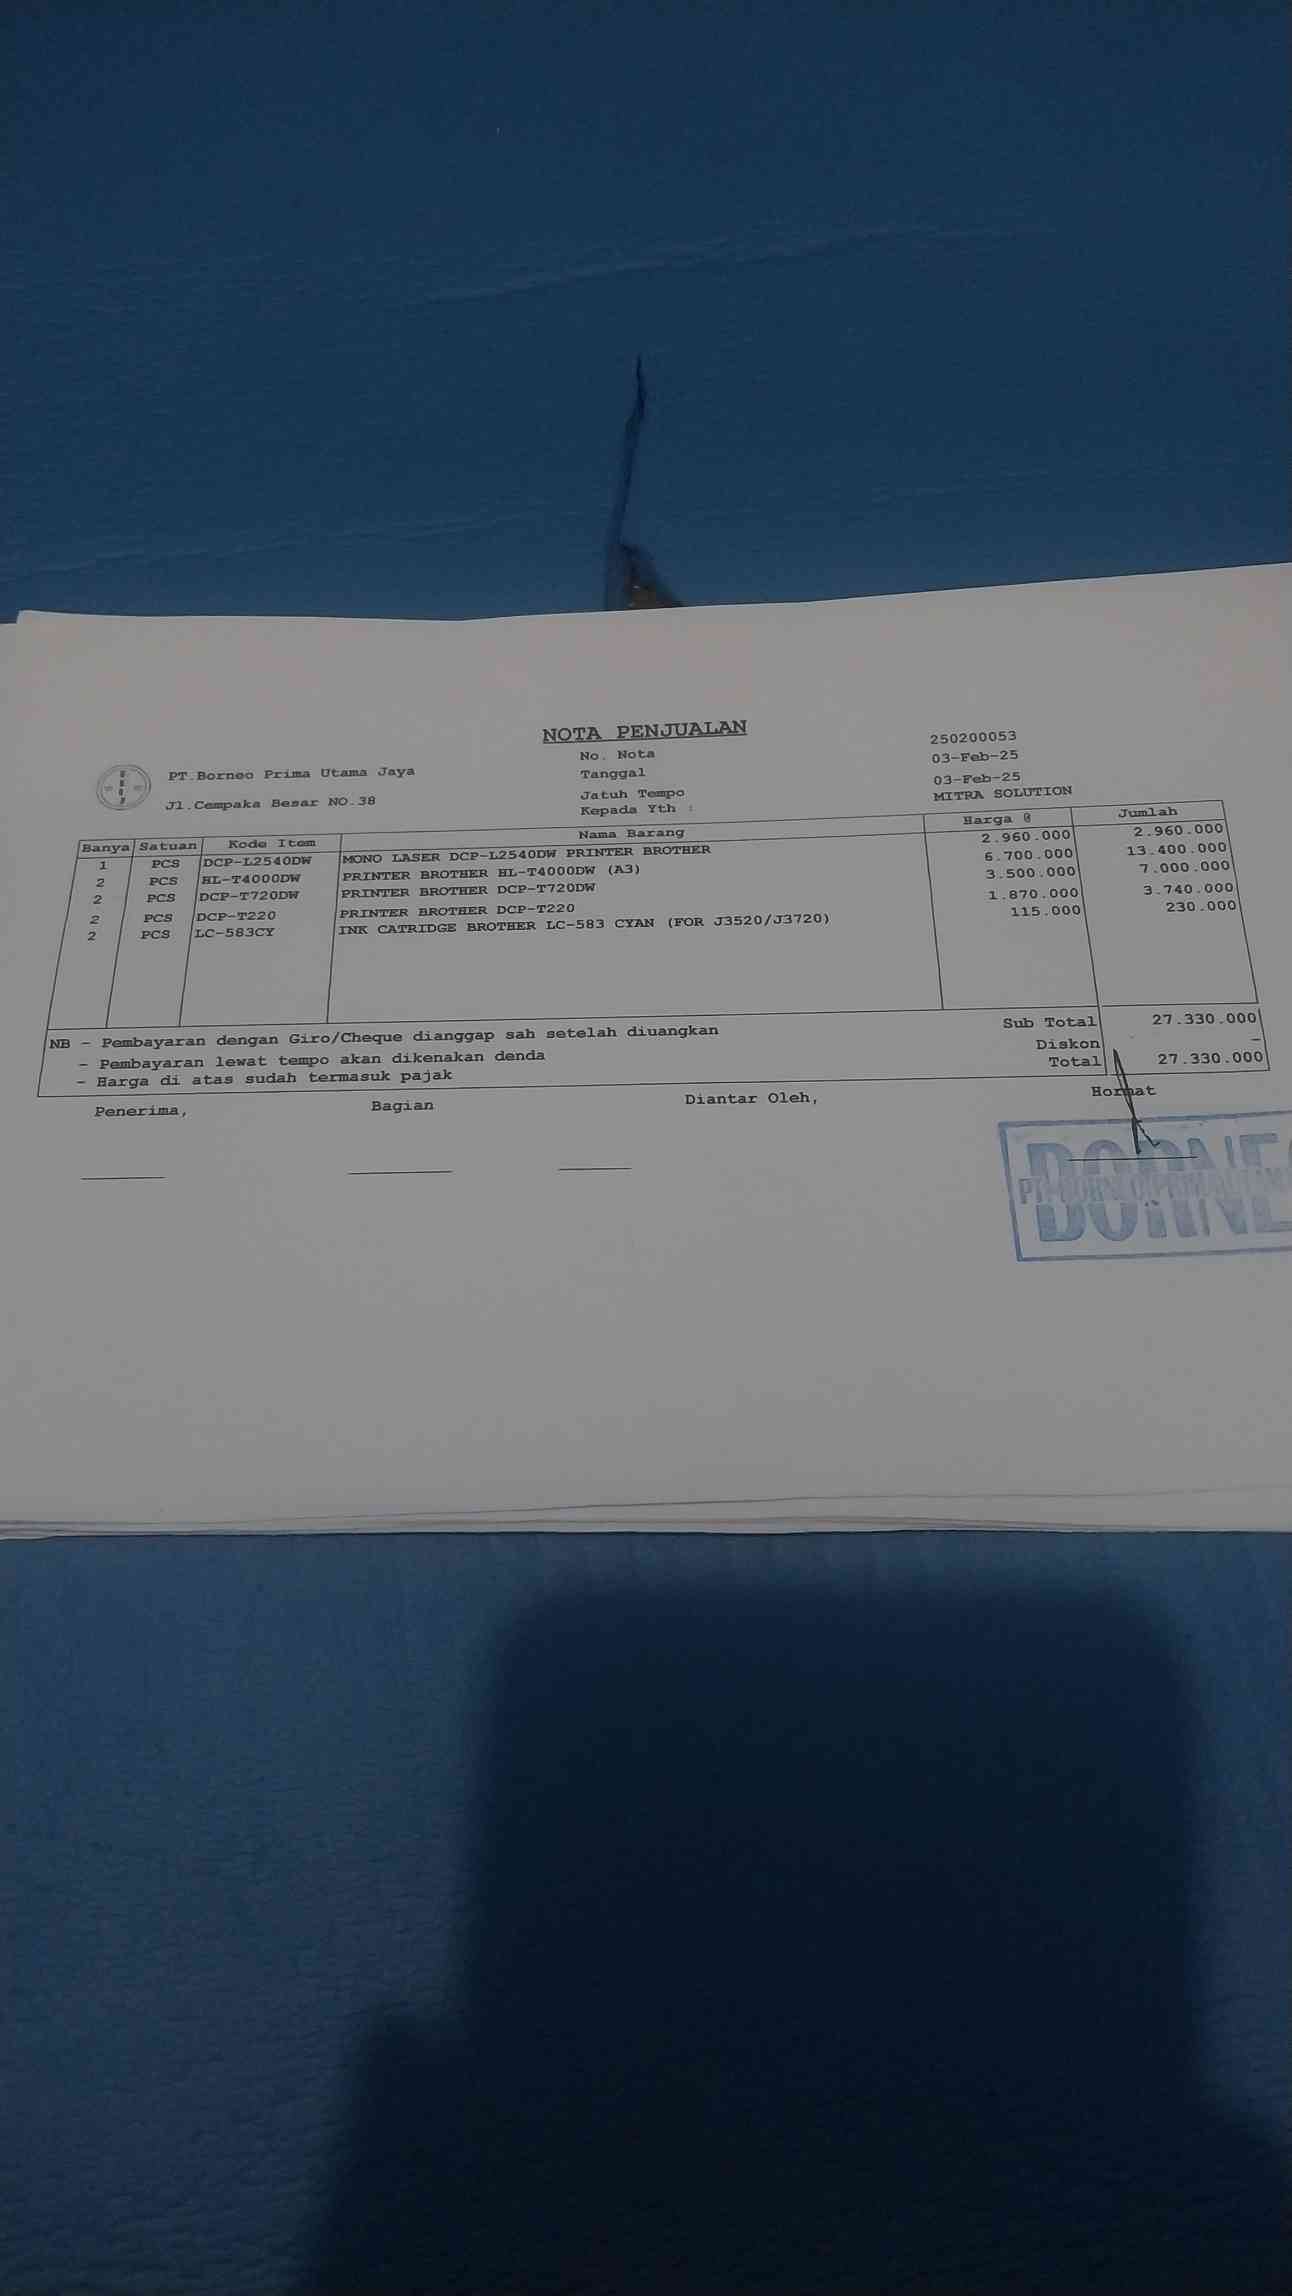 NOTA PENJUALAN
No. Nota 250200053
PT.Borneo Prima Utama Jaya Tanggal 03-Feb-25
Jl.Cempaka Besar NO.38 Jatuh Tempo 03-Feb-25
Kepada Yth : MITRA SOLUTION
Banya Satuan Kode Item Nama Barang Harga @ Jumlah
1 PCS DCP-L2540DW MONO LASER DCP-L2540DW PRINTER BROTHER 2.960.000 2.960.000
2 PCS HL-T4000DW PRINTER BROTHER HL-T4000DW (A3) 6.700.000 13.400.000
2 PCS DCP-T720DW PRINTER BROTHER DCP-T720DW 3.500.000 7.000.000
2 PCS DCP-T220 PRINTER BROTHER DCP-T220 1.870.000 3.740.000
2 PCS LC-583CY INK CATRIDGE BROTHER LC-583 CYAN (FOR J3520/J3720) 115.000 230.000
NB - Pembayaran dengan Giro/Cheque dianggap sah setelah diuangkan Sub Total 27.330.000
- Pembayaran lewat tempo akan dikenakan denda Diskon -
- Harga di atas sudah termasuk pajak Total 27.330.000
Penerima, Bagian Diantar Oleh, Hormat